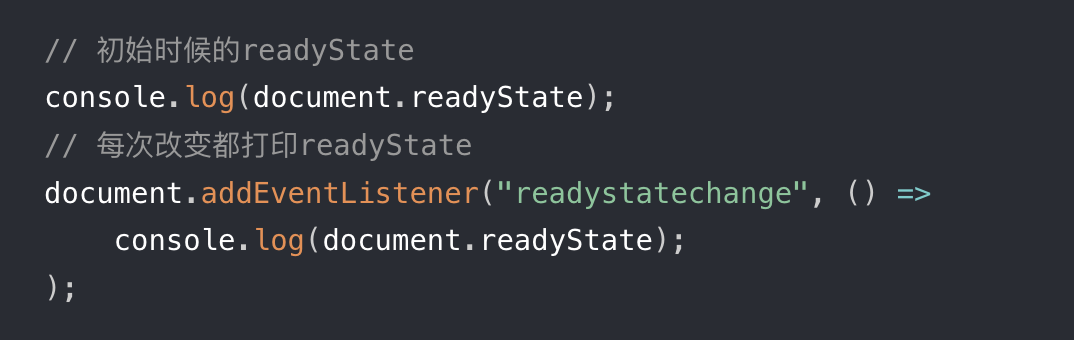 // 初始时候的readyState
console.log(document.readyState);
// 每次改变都打印readyState
document.addEventListener("readystatechange", () =>
    console.log(document.readyState);
);